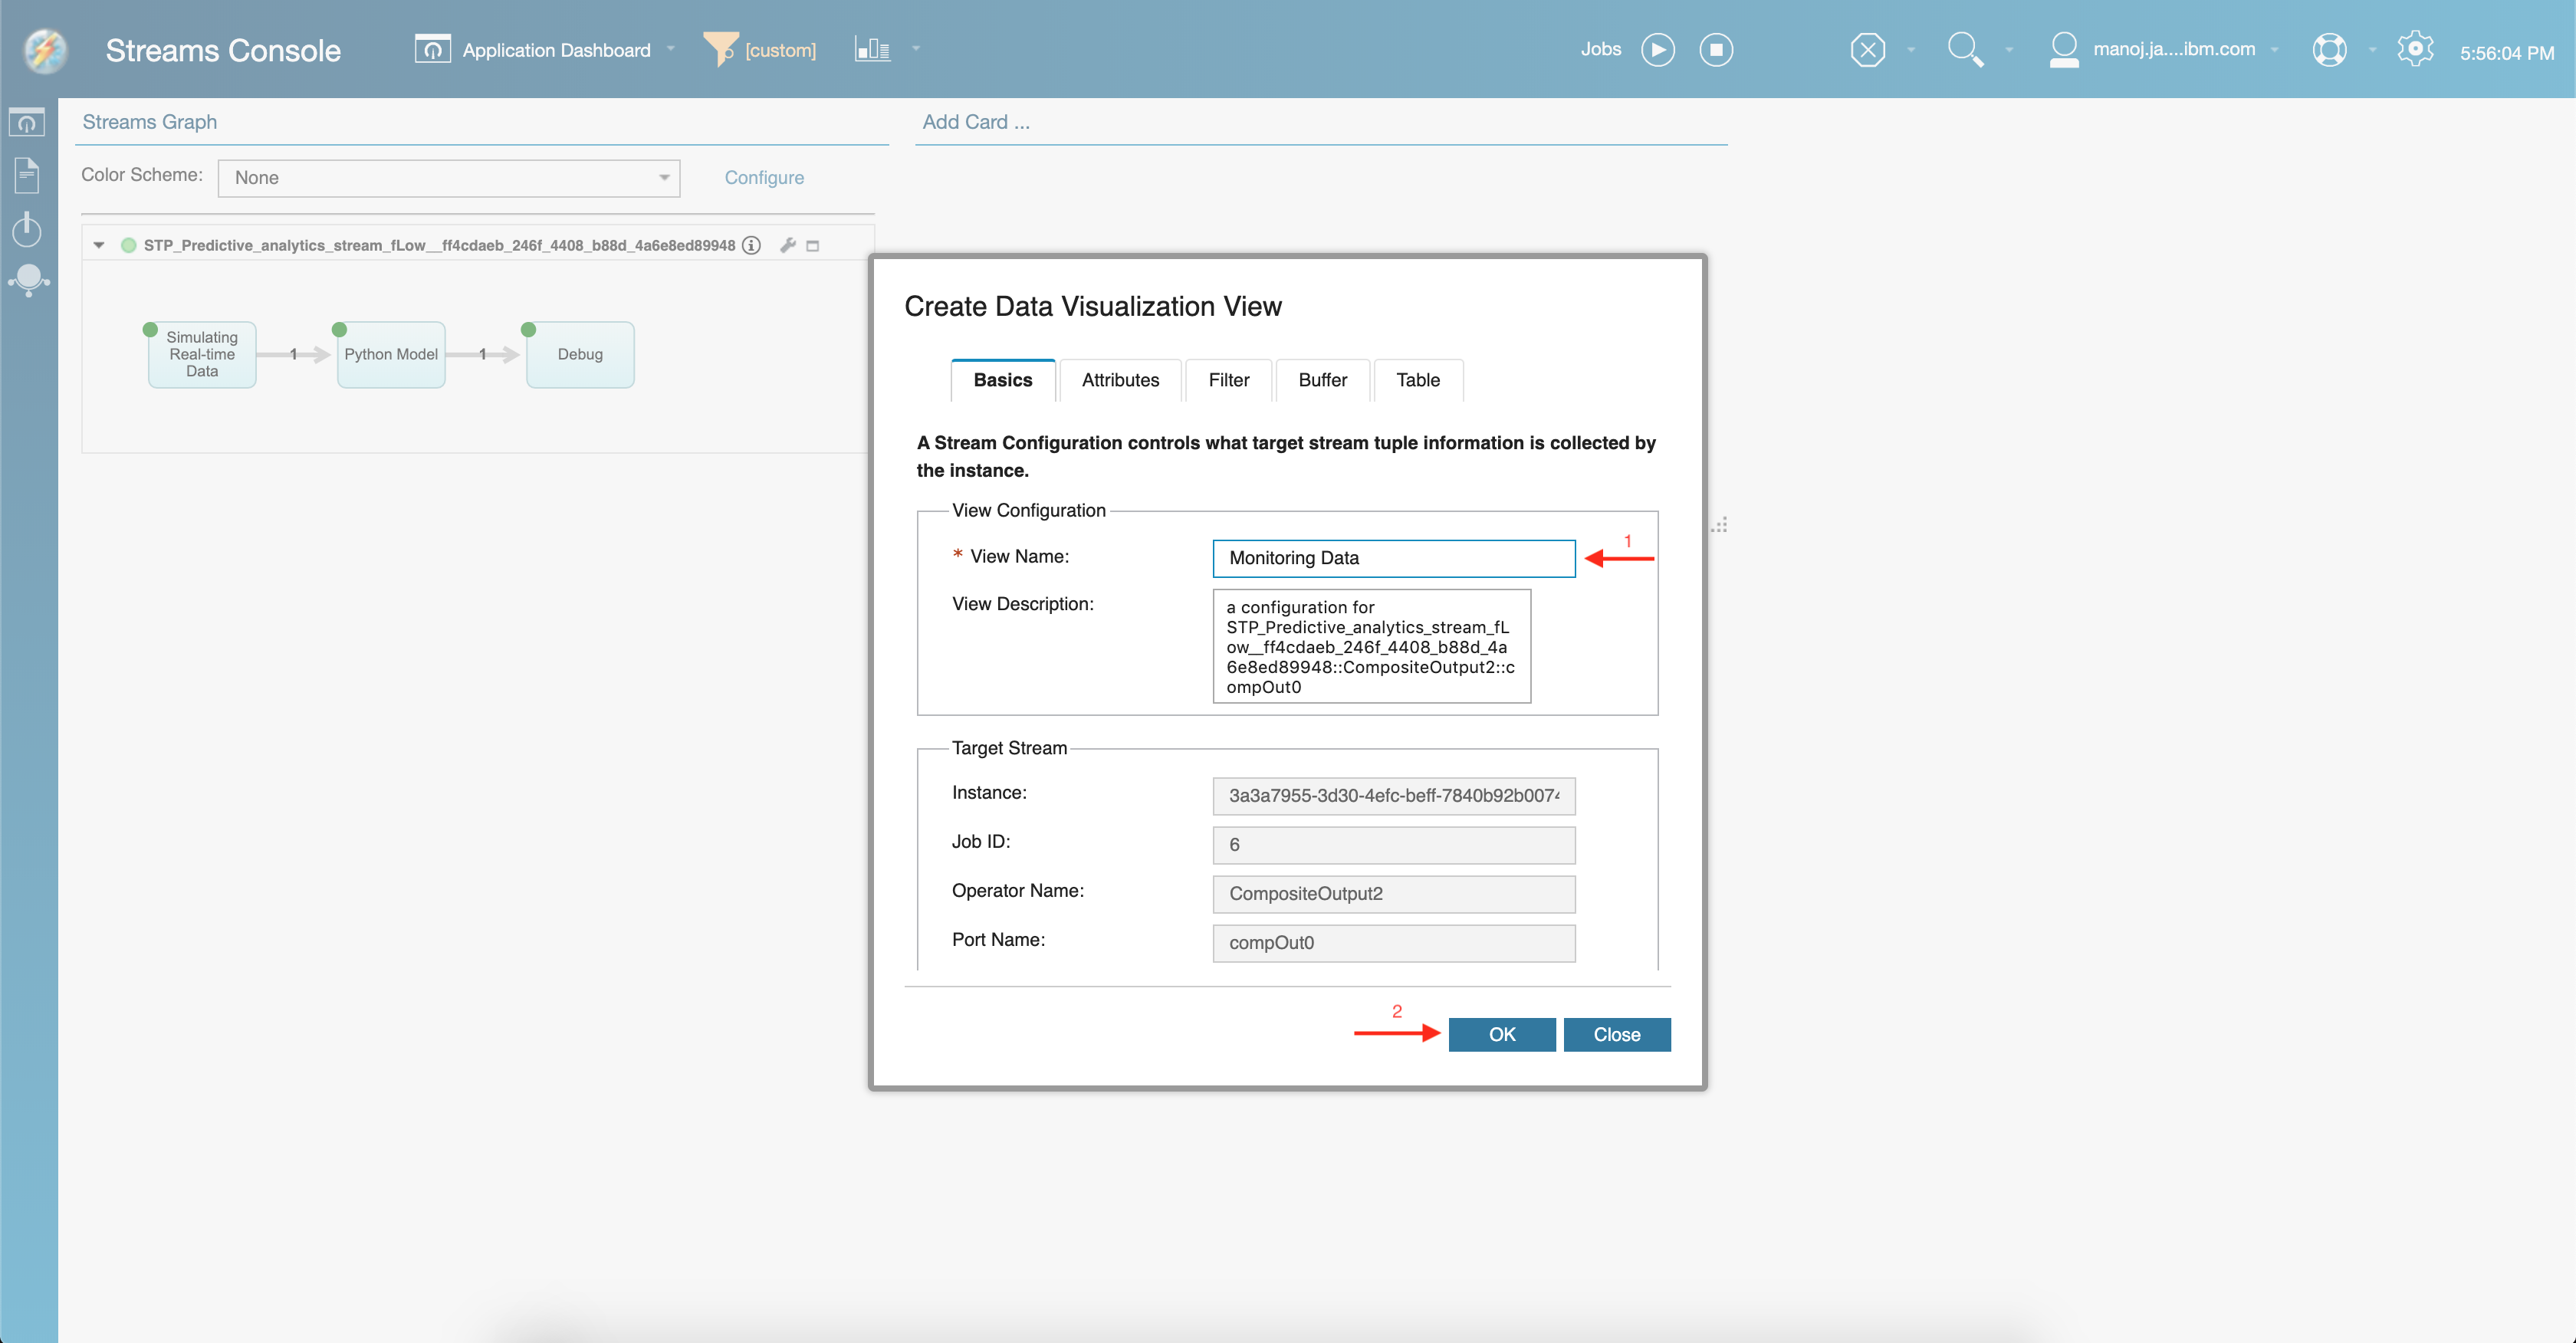 Streams Console
Application Dashboard
[custom]
Jobs
manoj.ja....ibm.com
5:56:04 PM
Streams Graph
Add Card ...
Color Scheme:
None
Configure
STP_Predictive_analytics_stream_fLow__ff4cdaeb_246f_4408_b88d_4a6e8ed89948
Simulating
Real-time
Data
1
Python Model
1
Debug
Create Data Visualization View
Basics
Attributes
Filter
Buffer
Table
A Stream Configuration controls what target stream tuple information is collected by
the instance.
View Configuration
* View Name:
Monitoring Data
1
View Description:
a configuration for
STP_Predictive_analytics_stream_fL
ow__ff4cdaeb_246f_4408_b88d_4a
6e8ed89948::CompositeOutput2::c
ompOut0
Target Stream
Instance:
3a3a7955-3d30-4efc-beff-7840b92b007
Job ID:
6
Operator Name:
CompositeOutput2
Port Name:
compOut0
2
OK
Close